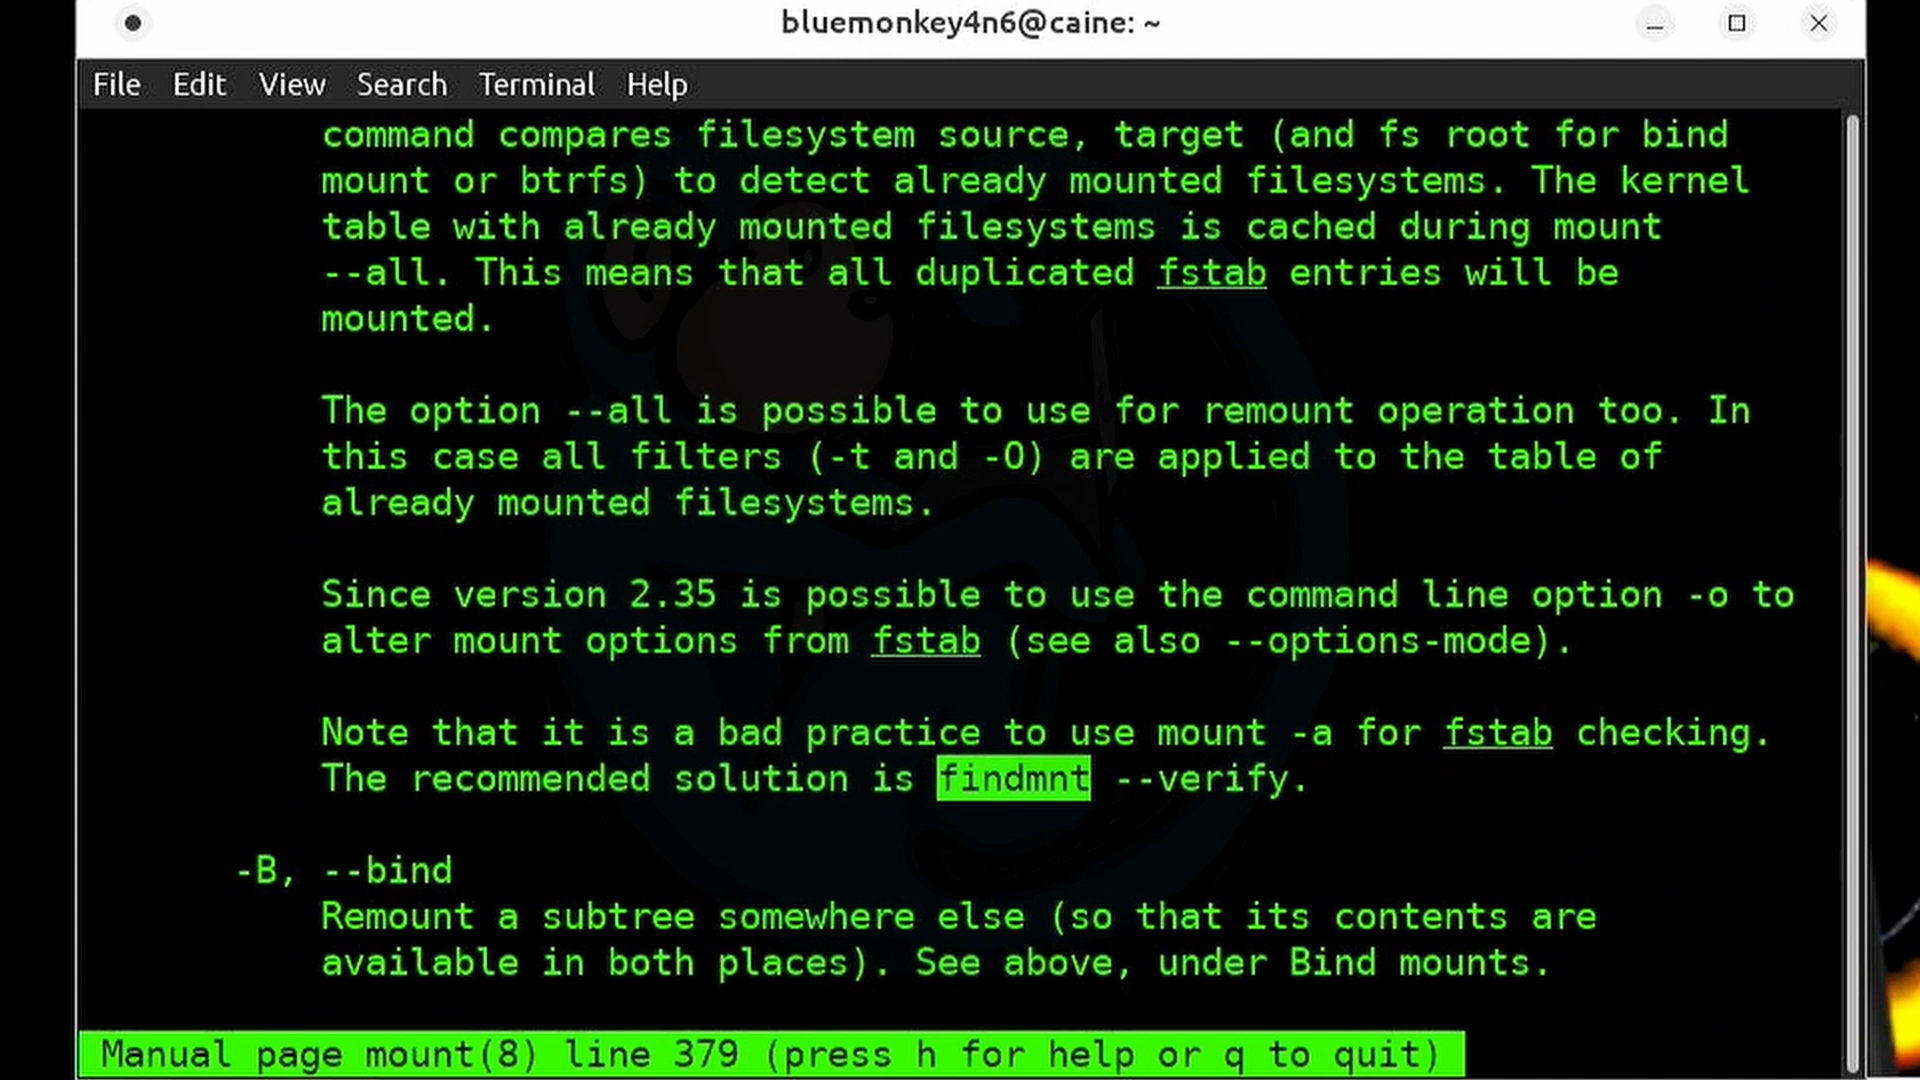 bluemonkey4n6@caine: ~
File Edit View Search Terminal Help
command compares filesystem source, target (and fs root for bind
mount or btrfs) to detect already mounted filesystems. The kernel
table with already mounted filesystems is cached during mount
--all. This means that all duplicated fstab entries will be
mounted.
The option --all is possible to use for remount operation too. In
this case all filters (-t and -O) are applied to the table of
already mounted filesystems.
Since version 2.35 is possible to use the command line option -o to
alter mount options from fstab (see also --options-mode).
Note that it is a bad practice to use mount -a for fstab checking.
The recommended solution is findmnt --verify.
-B, --bind
Remount a subtree somewhere else (so that its contents are
available in both places). See above, under Bind mounts.
Manual page mount(8) line 379 (press h for help or q to quit)